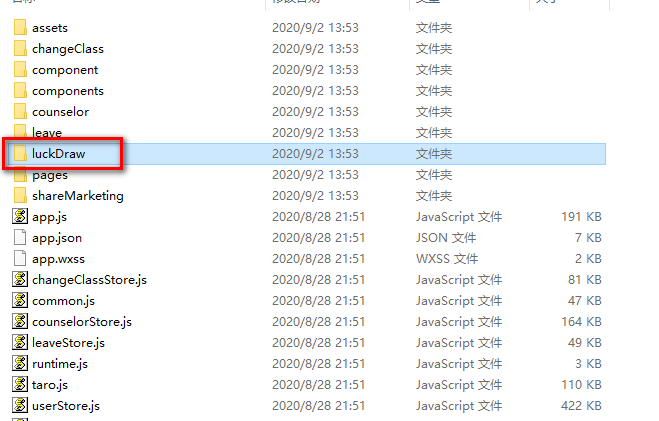 assets 2020/9/2 13:53 文件夹
changeClass 2020/9/2 13:53 文件夹
component 2020/9/2 13:53 文件夹
components 2020/9/2 13:53 文件夹
counselor 2020/9/2 13:53 文件夹
leave 2020/9/2 13:53 文件夹
luckDraw 2020/9/2 13:53 文件夹
pages 2020/9/2 13:53 文件夹
shareMarketing 2020/9/2 13:53 文件夹
app.js 2020/8/28 21:51 JavaScript 文件 191 KB
app.json 2020/8/28 21:51 JSON 文件 7 KB
app.wxss 2020/8/28 21:51 WXSS 文件 2 KB
changeClassStore.js 2020/8/28 21:51 JavaScript 文件 81 KB
common.js 2020/8/28 21:51 JavaScript 文件 47 KB
counselorStore.js 2020/8/28 21:51 JavaScript 文件 164 KB
leaveStore.js 2020/8/28 21:51 JavaScript 文件 49 KB
runtime.js 2020/8/28 21:51 JavaScript 文件 3 KB
taro.js 2020/8/28 21:51 JavaScript 文件 110 KB
userStore.js 2020/8/28 21:51 JavaScript 文件 422 KB